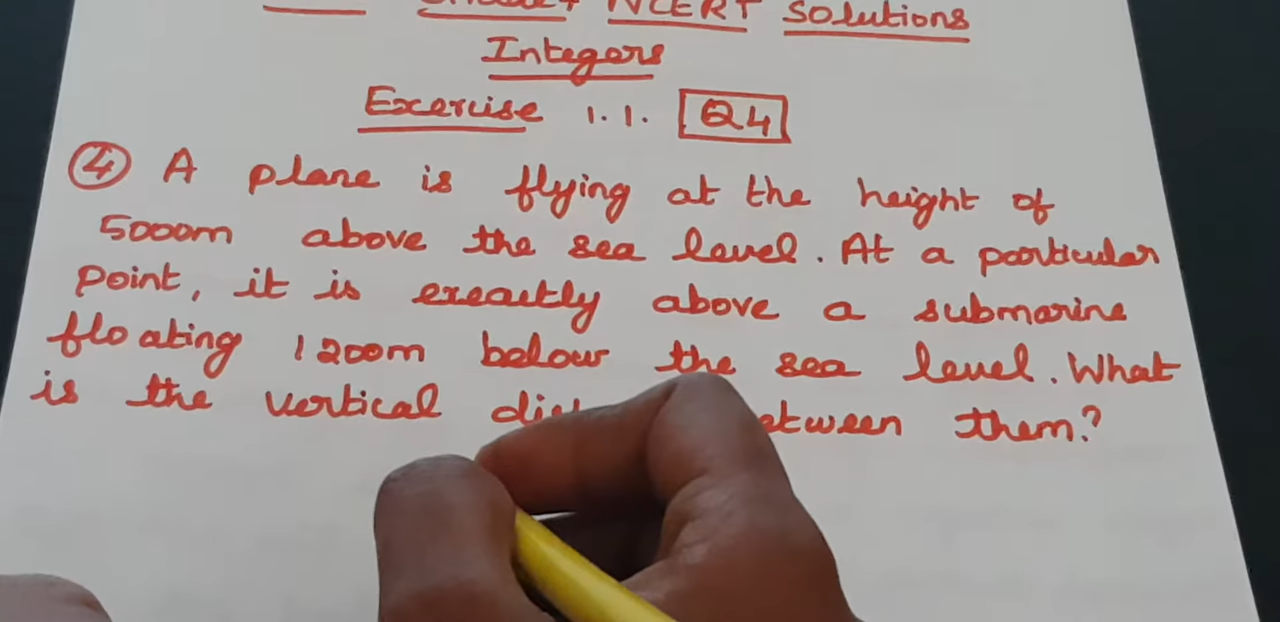 NCERT Solutions
Integers
Exercise 1.1. Q4
4 A plane is flying at the height of
5000m above the sea level. At a particular
point, it is exactly above a submarine
floating 1200m below the sea level. What
is the vertical between them?